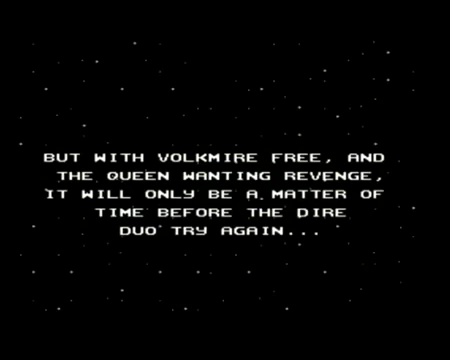 BUT WITH VOLKMIRE FREE, AND
THE QUEEN WANTING REVENGE,
IT WILL ONLY BE A MATTER OF
TIME BEFORE THE DIRE
DUO TRY AGAIN...